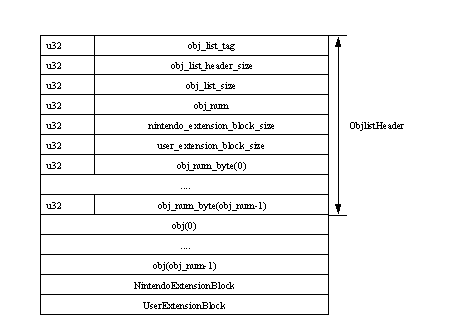 u32 obj_list_tag
u32 obj_list_header_size
u32 obj_list_size
u32 obj_num
u32 nintendo_extension_block_size
u32 user_extension_block_size
u32 obj_num_byte(0)
....
u32 obj_num_byte(obj_num-1)
ObjlistHeader
obj(0)
....
obj(obj_num-1)
NintendoExtensionBlock
UserExtensionBlock